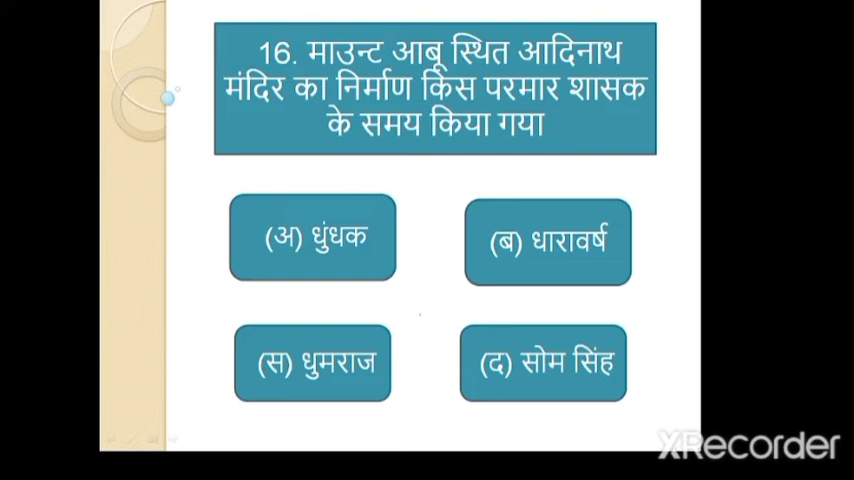 16. माउन्ट आबू स्थित आदिनाथ
मंदिर का निर्माण किस परमार शासक
के समय किया गया
(अ) धुंधक
(ब) धारावर्ष
(स) धुमराज
(द) सोम सिंह
XRecorder